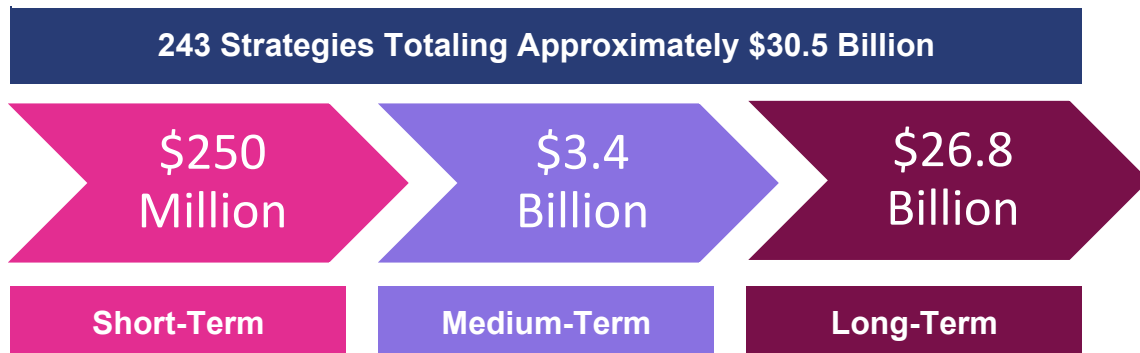 243 Strategies Totaling Approximately $30.5 Billion
$250
Million
$3.4
Billion
$26.8
Billion
Short-Term
Medium-Term
Long-Term